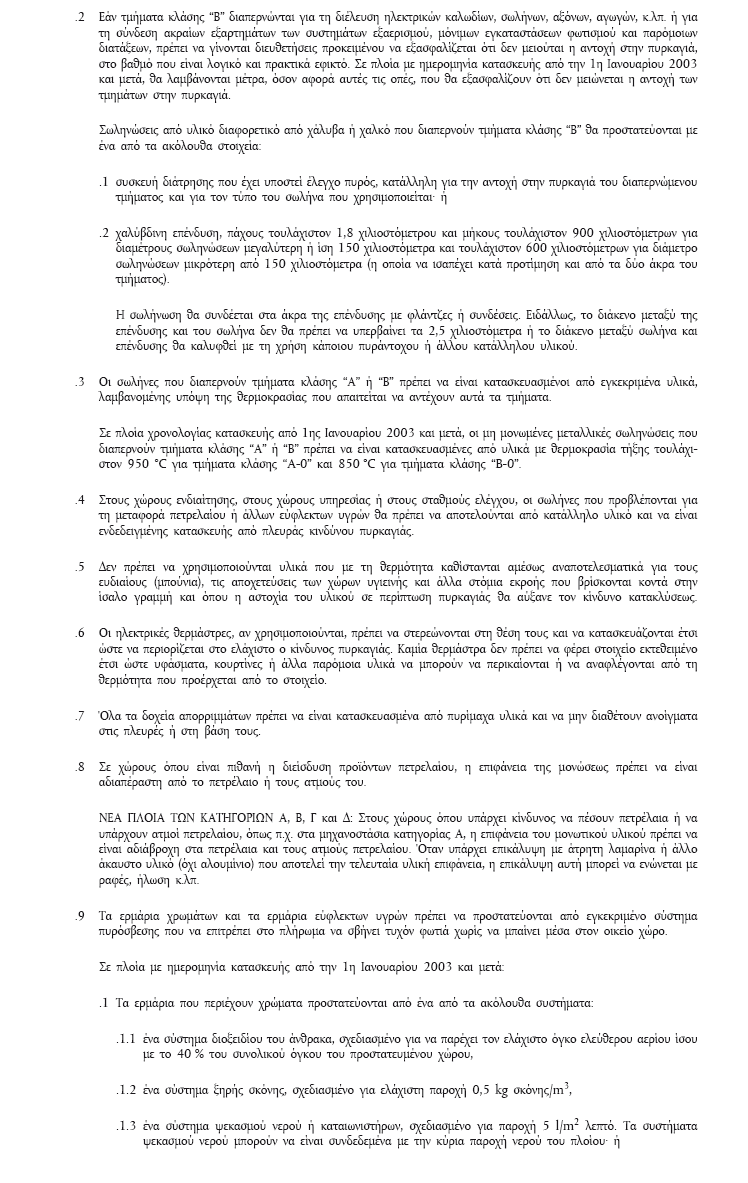 .2 Εάν τμήματα κλάσης “Β” διαπερνώνται για τη διέλευση ηλεκτρικών καλωδίων, σωλήνων, αξόνων, αγωγών, κ.λπ. ή για
τη σύνδεση ακραίων εξαρτημάτων του συστήματος εξαερισμού, μόνιμων εγκαταστάσεων φωτισμού και παρόμοιων
διατάξεων, πρέπει να γίνονται διευθετήσεις προκειμένου να εξασφαλίζεται ότι δεν μειούται η αντοχή στην πυρκαγιά,
στο βαθμό που είναι λογικό και πρακτικά εφικτό. Σε πλοία με ημερομηνία κατασκευής από την 1η Ιανουαρίου 2003
και μετά, θα λαμβάνονται μέτρα, όσον αφορά αυτές τις οπές, που θα εξασφαλίζουν ότι δεν μειώνεται η αντοχή των
τμημάτων στην πυρκαγιά.
Σωληνώσεις από υλικό διαφορετικό από χάλυβα ή χαλκό που διαπερνούν τμήματα κλάσης “Β” θα προστατεύονται με
ένα από τα ακόλουθα στοιχεία:
.1 συσκευή διάτρησης που έχει υποστεί έλεγχο πυρός, κατάλληλη για την αντοχή στην πυρκαγιά του διαπερνώμενου
τμήματος και για τον τύπο του σωλήνα που χρησιμοποιείται· ή
.2 χαλύβδινη επένδυση, πάχους τουλάχιστον 1,8 χιλιοστόμετρου και μήκους τουλάχιστον 900 χιλιοστόμετρων για
διαμέτρους σωληνώσεων μεγαλύτερη ή ίση 150 χιλιοστόμετρα και τουλάχιστον 600 χιλιοστόμετρων για διάμετρο
σωληνώσεων μικρότερη από 150 χιλιοστόμετρα (η οποία να ισαπέχει κατά προτίμηση και από τα δύο άκρα του
τμήματος).
Η σωλήνωση θα συνδέεται στα άκρα της επένδυσης με φλάντζες ή συνδέσεις. Ειδάλλως, το διάκενο μεταξύ της
επένδυσης και του σωλήνα δεν θα πρέπει να υπερβαίνει τα 2,5 χιλιοστόμετρα ή το διάκενο μεταξύ σωλήνα και
επένδυσης θα καλυφθεί με τη χρήση κάποιου πυράντοχου ή άλλου κατάλληλου υλικού.
.3 Οι σωλήνες που διαπερνούν τμήματα κλάσης “Α” ή “Β” πρέπει να είναι κατασκευασμένοι από εγκεκριμένα υλικά,
λαμβανομένης υπόψη της θερμοκρασίας που απαιτείται να αντέχουν αυτά τα τμήματα.
Σε πλοία χρονολογίας κατασκευής από 1ης Ιανουαρίου 2003 και μετά, οι μη μονωμένες μεταλλικές σωληνώσεις που
διαπερνούν τμήματα κλάσης “Α” ή “Β” πρέπει να είναι κατασκευασμένες από υλικά με θερμοκρασία τήξης τουλάχι-
στον 950 °C για τμήματα κλάσης “Α-0” και 850 °C για τμήματα κλάσης “Β-0”.
.4 Στους χώρους ενδιαίτησης, στους χώρους υπηρεσίας ή στους σταθμούς ελέγχου, οι σωλήνες που προβλέπονται για
τη μεταφορά πετρελαίου ή άλλων εύφλεκτων υγρών θα πρέπει να αποτελούνται από κατάλληλο υλικό και να είναι
ενδεδειγμένης κατασκευής από πλευράς κινδύνου πυρκαγιάς.
.5 Δεν πρέπει να χρησιμοποιούνται υλικά που με τη θερμότητα καθίστανται αμέσως αναποτελεσματικά για τους
ευδιαίους (μπούνια), τις αποχετεύσεις των χώρων υγιεινής και άλλα στόμια εκροής που βρίσκονται κοντά στην
ίσαλο γραμμή και όπου η αστοχία του υλικού σε περίπτωση πυρκαγιάς θα αύξανε τον κίνδυνο κατακλύσεως.
.6 Οι ηλεκτρικές θερμάστρες, αν χρησιμοποιούνται, πρέπει να στερεώνονται στη θέση τους και να κατασκευάζονται έτσι
ώστε να περιορίζεται στο ελάχιστο ο κίνδυνος πυρκαγιάς. Καμία θερμάστρα δεν πρέπει να φέρει στοιχείο εκτεθειμένο
έτσι ώστε υφάσματα, κουρτίνες ή άλλα παρόμοια υλικά να μπορούν να περικαίονται ή να αναφλέγονται από τη
θερμότητα που προέρχεται από το στοιχείο.
.7 Όλα τα δοχεία απορριμμάτων πρέπει να είναι κατασκευασμένα από πυρίμαχα υλικά και να μην διαθέτουν ανοίγματα
στις πλευρές ή στη βάση τους.
.8 Σε χώρους όπου είναι πιθανή η διείσδυση προϊόντων πετρελαίου, η επιφάνεια της μονώσεως πρέπει να είναι
αδιαπέραστη από το πετρέλαιο ή τους ατμούς του.
ΝΕΑ ΠΛΟΙΑ ΤΩΝ ΚΑΤΗΓΟΡΙΩΝ Α, Β, Γ και Δ: Στους χώρους όπου υπάρχει κίνδυνος να πέσουν πετρέλαια ή να
υπάρχουν ατμοί πετρελαίου, όπως π.χ. στα μηχανοστάσια κατηγορίας Α, η επιφάνεια του μονωτικού υλικού πρέπει να
είναι αδιάβροχη στα πετρέλαια και τους ατμούς πετρελαίου. Όταν υπάρχει επικάλυψη με άτρητη λαμαρίνα ή άλλο
άκαυστο υλικό (όχι αλουμίνιο) που αποτελεί την τελευταία υλική επιφάνεια, η επικάλυψη αυτή μπορεί να ενώνεται με
ραφές, ήλωση κ.λπ.
.9 Τα ερμάρια χρωμάτων και τα ερμάρια εύφλεκτων υγρών πρέπει να προστατεύονται από εγκεκριμένο σύστημα
πυρόσβεσης που να επιτρέπει στο πλήρωμα να σβήνει τυχόν φωτιά χωρίς να μπαίνει μέσα στον οικείο χώρο.
Σε πλοία με ημερομηνία κατασκευής από την 1η Ιανουαρίου 2003 και μετά:
.1 Τα ερμάρια που περιέχουν χρώματα προστατεύονται από ένα από τα ακόλουθα συστήματα:
.1.1 ένα σύστημα διοξειδίου του άνθρακα, σχεδιασμένο για να παρέχει τον ελάχιστο όγκο ελεύθερου αερίου ίσου
με το 40 % του συνολικού όγκου του προστατευμένου χώρου,
.1.2 ένα σύστημα ξηρής σκόνης, σχεδιασμένο για ελάχιστη παροχή 0,5 kg σκόνης/m³,
.1.3 ένα σύστημα ψεκασμού νερού ή καταιωνιστήρων, σχεδιασμένο για παροχή 5 l/m² λεπτό. Τα συστήματα
ψεκασμού νερού μπορούν να είναι συνδεδεμένα με την κύρια παροχή νερού του πλοίου· ή